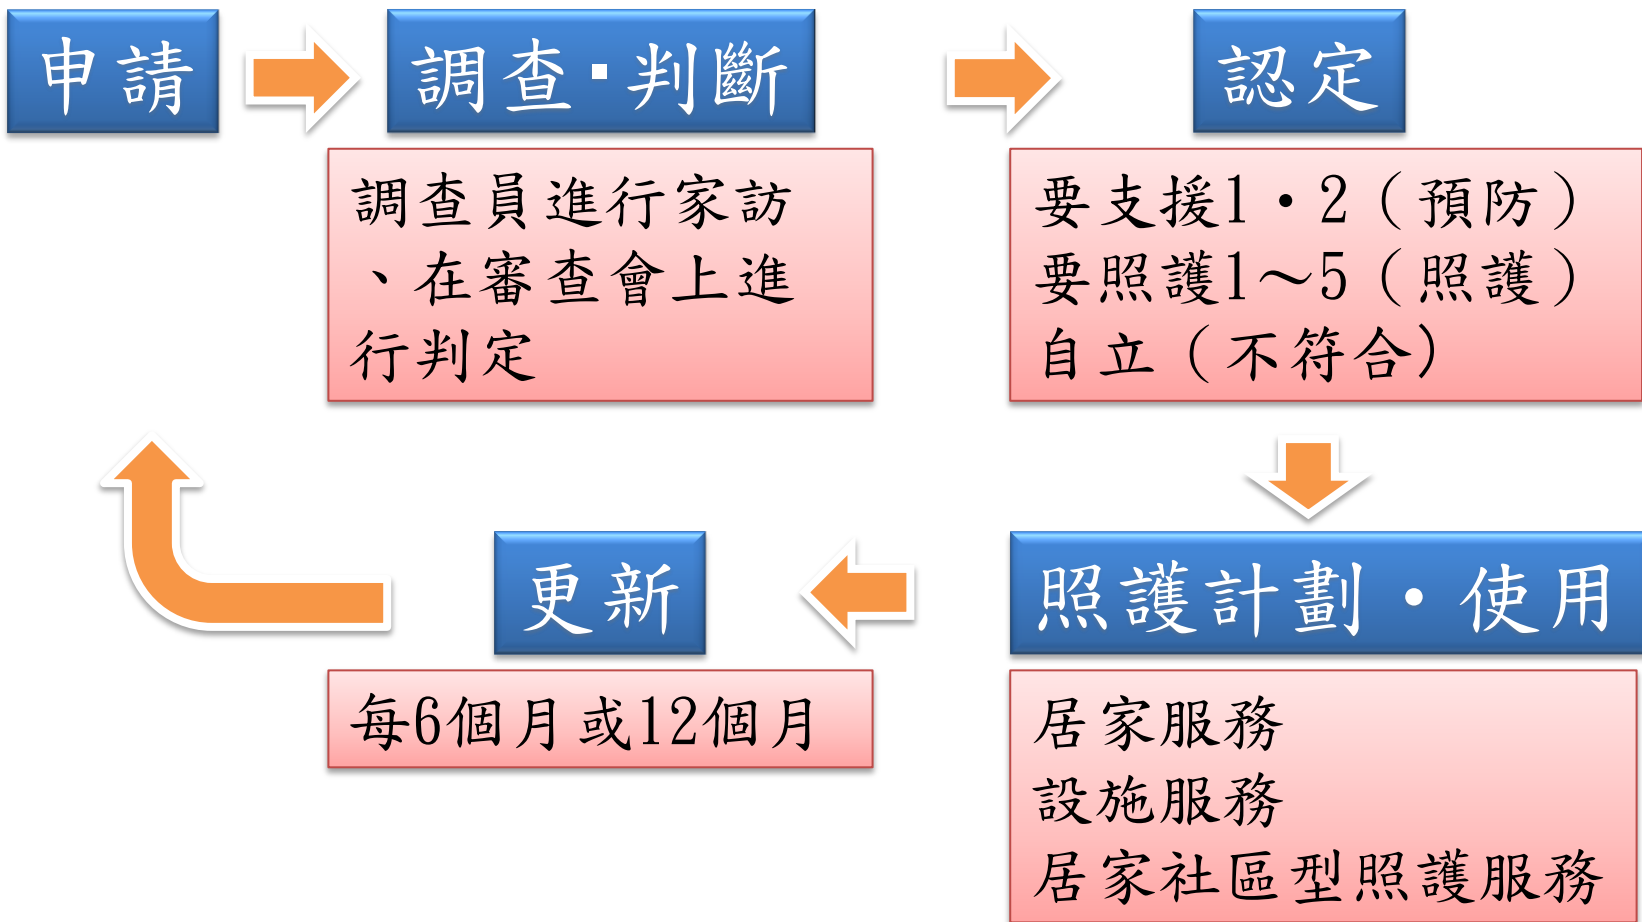 申請
調查▪判斷
認定
調查員進行家訪
、在審查會上進
行判定
要支援1・2（預防）
要照護1～5（照護）
自立（不符合）
更新
照護計劃・使用
每6個月或12個月
居家服務
設施服務
居家社區型照護服務